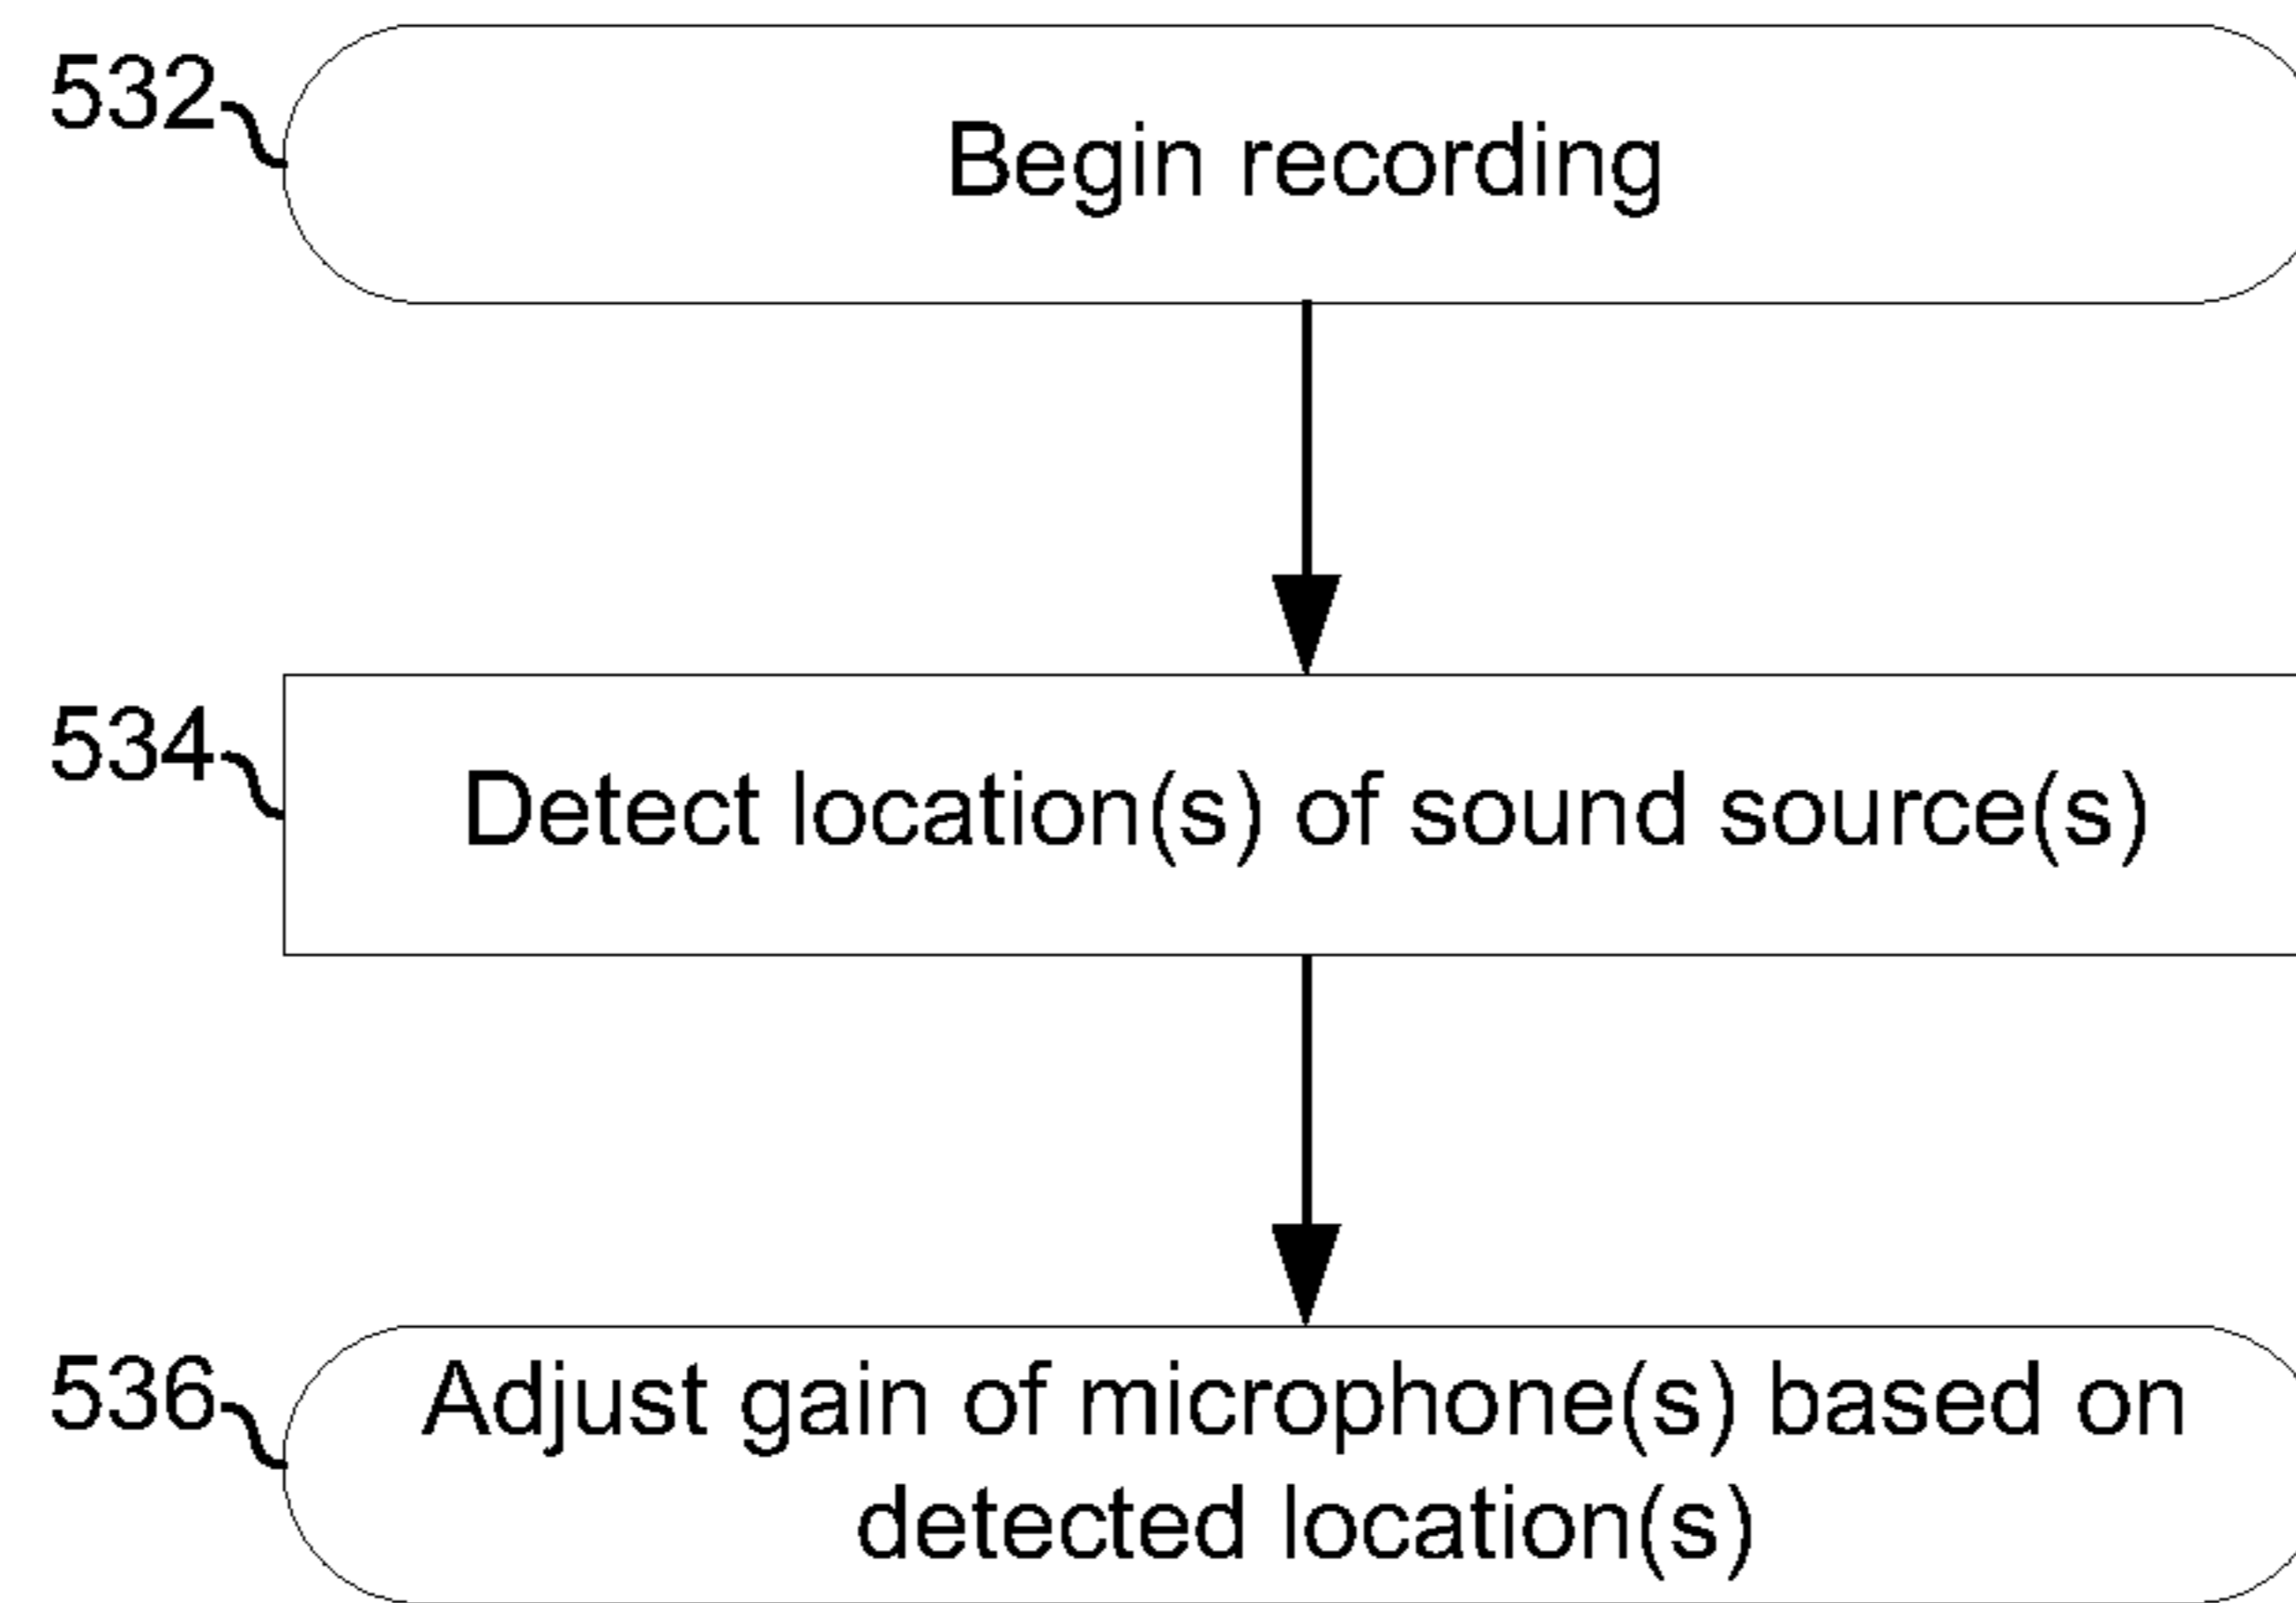 532
Begin recording
534
Detect location(s) of sound source(s)
536
Adjust gain of microphone(s) based on
detected location(s)